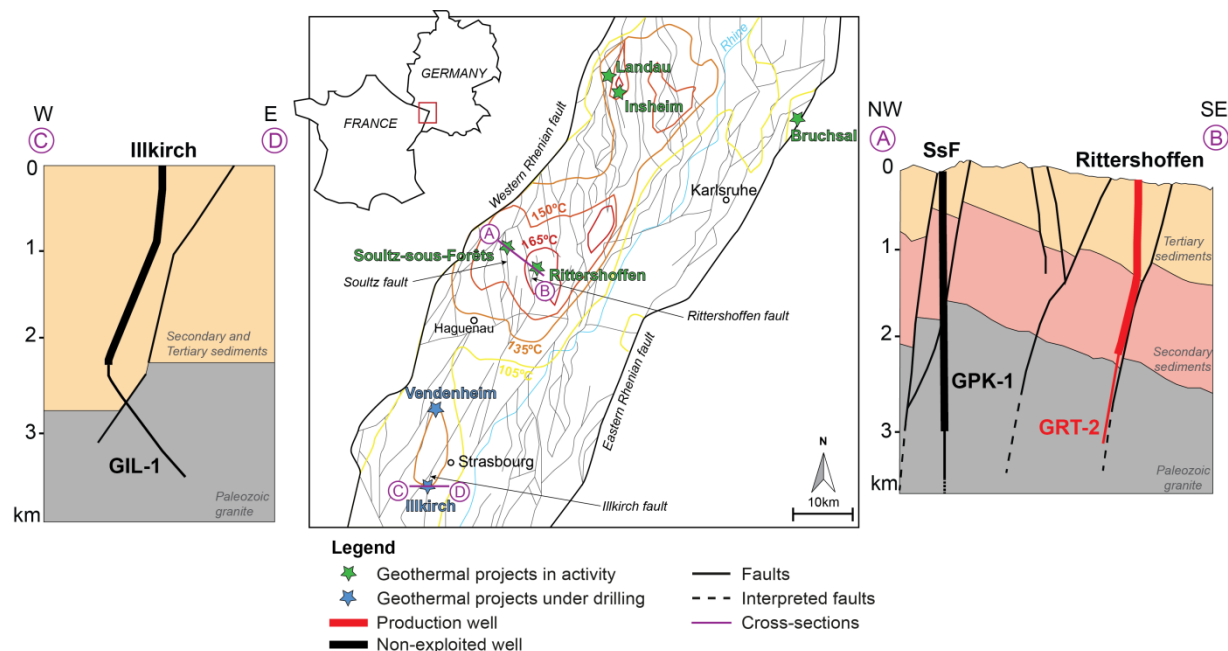 W
E
C
D
Illkirch
0
1
2
3
km
Secondary and
Tertiary sediments
GIL-1
Paleozoic
granite
GERMANY
FRANCE
Western Rhenian fault
Rhine
Landau
Insheim
Bruchsal
Karlsruhe
150°C
A
165°C
Soultz-sous-Forêts
Rittershoffen
Soultz fault
B
Rittershoffen fault
Haguenau
135°C
105°C
Eastern Rhenian fault
Vendenheim
Strasbourg
C
D
Illkirch
Illkirch fault
N
10km
NW
SE
A
B
SsF
Rittershoffen
0
1
2
3
km
Tertiary
sediments
Secondary
sediments
GPK-1
GRT-2
Paleozoic
granite
Legend
Geothermal projects in activity
Geothermal projects under drilling
Production well
Non-exploited well
Faults
Interpreted faults
Cross-sections